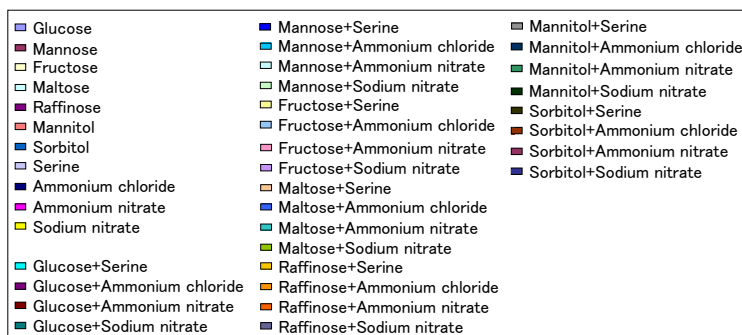 Glucose
Mannose
Fructose
Maltose
Raffinose
Mannitol
Sorbitol
Serine
Ammonium chloride
Ammonium nitrate
Sodium nitrate
Glucose+Serine
Glucose+Ammonium chloride
Glucose+Ammonium nitrate
Glucose+Sodium nitrate
Mannose+Serine
Mannose+Ammonium chloride
Mannose+Ammonium nitrate
Mannose+Sodium nitrate
Fructose+Serine
Fructose+Ammonium chloride
Fructose+Ammonium nitrate
Fructose+Sodium nitrate
Maltose+Serine
Maltose+Ammonium chloride
Maltose+Ammonium nitrate
Maltose+Sodium nitrate
Raffinose+Serine
Raffinose+Ammonium chloride
Raffinose+Ammonium nitrate
Raffinose+Sodium nitrate
Mannitol+Serine
Mannitol+Ammonium chloride
Mannitol+Ammonium nitrate
Mannitol+Sodium nitrate
Sorbitol+Serine
Sorbitol+Ammonium chloride
Sorbitol+Ammonium nitrate
Sorbitol+Sodium nitrate